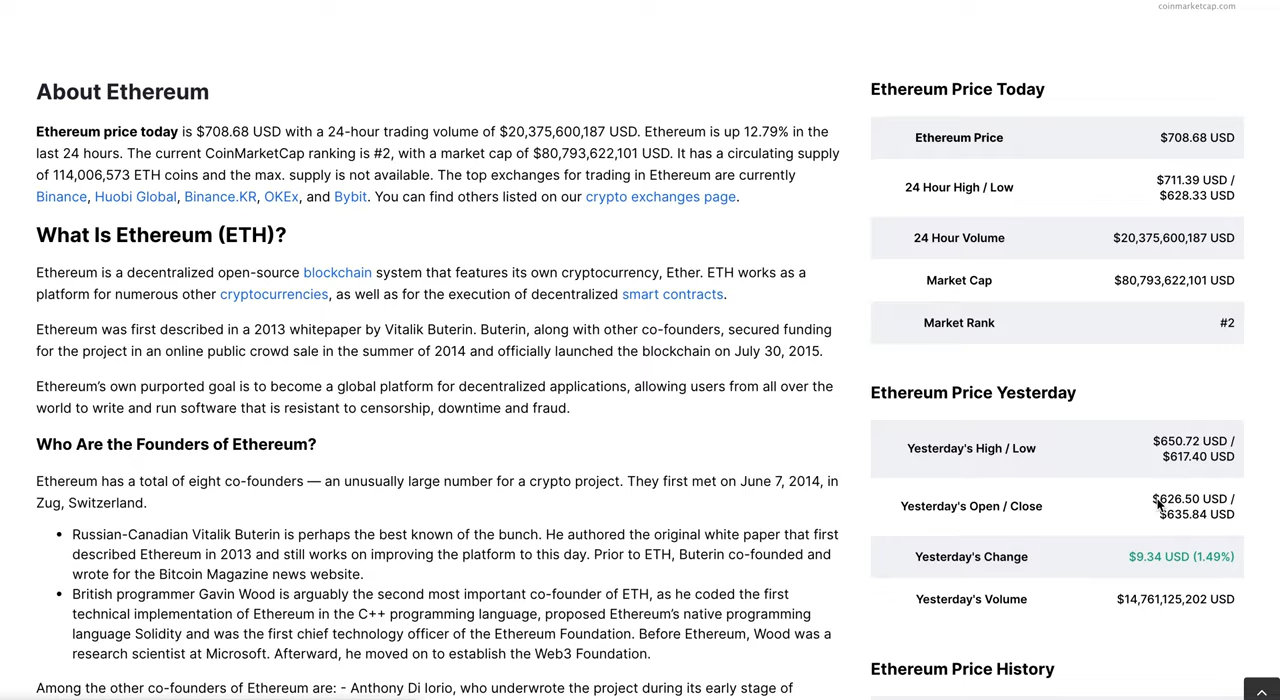 coinmarketcap.com
About Ethereum
Ethereum price today is $708.68 USD with a 24-hour trading volume of $20,375,600,187 USD. Ethereum is up 12.79% in the
last 24 hours. The current CoinMarketCap ranking is #2, with a market cap of $80,793,622,101 USD. It has a circulating supply
of 114,006,573 ETH coins and the max. supply is not available. The top exchanges for trading in Ethereum are currently
Binance, Huobi Global, Binance.KR, OKEx, and Bybit. You can find others listed on our crypto exchanges page.
What Is Ethereum (ETH)?
Ethereum is a decentralized open-source blockchain system that features its own cryptocurrency, Ether. ETH works as a
platform for numerous other cryptocurrencies, as well as for the execution of decentralized smart contracts.
Ethereum was first described in a 2013 whitepaper by Vitalik Buterin. Buterin, along with other co-founders, secured funding
for the project in an online public crowd sale in the summer of 2014 and officially launched the blockchain on July 30, 2015.
Ethereum's own purported goal is to become a global platform for decentralized applications, allowing users from all over the
world to write and run software that is resistant to censorship, downtime and fraud.
Who Are the Founders of Ethereum?
Ethereum has a total of eight co-founders — an unusually large number for a crypto project. They first met on June 7, 2014, in
Zug, Switzerland.
• Russian-Canadian Vitalik Buterin is perhaps the best known of the bunch. He authored the original white paper that first
described Ethereum in 2013 and still works on improving the platform to this day. Prior to ETH, Buterin co-founded and
wrote for the Bitcoin Magazine news website.
• British programmer Gavin Wood is arguably the second most important co-founder of ETH, as he coded the first
technical implementation of Ethereum in the C++ programming language, proposed Ethereum's native programming
language Solidity and was the first chief technology officer of the Ethereum Foundation. Before Ethereum, Wood was a
research scientist at Microsoft. Afterward, he moved on to establish the Web3 Foundation.
Among the other co-founders of Ethereum are: - Anthony Di Iorio, who underwrote the project during its early stage of
Ethereum Price Today
Ethereum Price $708.68 USD
24 Hour High / Low $711.39 USD /
$628.33 USD
24 Hour Volume $20,375,600,187 USD
Market Cap $80,793,622,101 USD
Market Rank #2
Ethereum Price Yesterday
Yesterday's High / Low $650.72 USD /
$617.40 USD
Yesterday's Open / Close $626.50 USD /
$635.84 USD
Yesterday's Change $9.34 USD (1.49%)
Yesterday's Volume $14,761,125,202 USD
Ethereum Price History